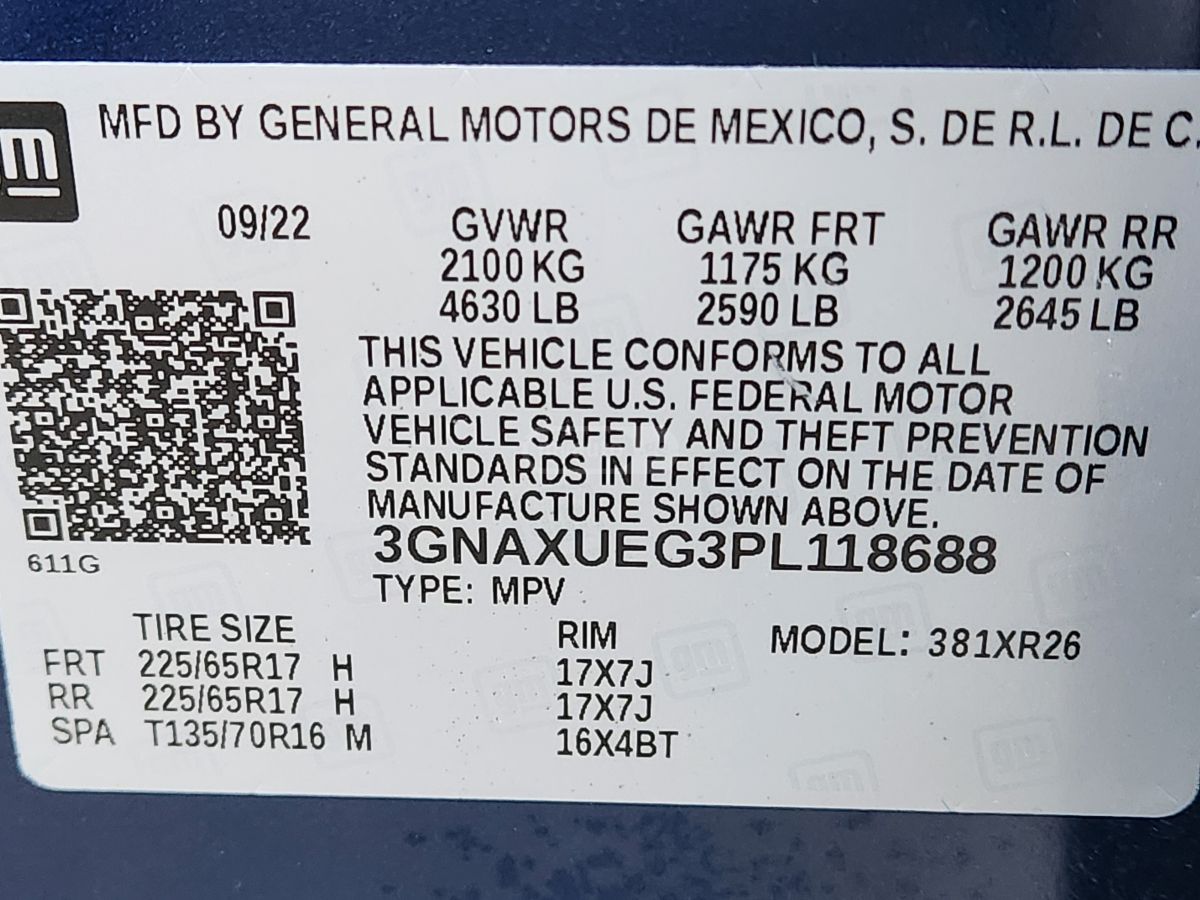 gm
MFD BY GENERAL MOTORS DE MEXICO, S. DE R.L. DE C.
09/22 GVWR GAWR FRT GAWR RR
2100 KG 1175 KG 1200 KG
4630 LB 2590 LB 2645 LB
THIS VEHICLE CONFORMS TO ALL
APPLICABLE U.S. FEDERAL MOTOR
VEHICLE SAFETY AND THEFT PREVENTION
STANDARDS IN EFFECT ON THE DATE OF
MANUFACTURE SHOWN ABOVE.
3GNAXUEG3PL118688
611G
TYPE: MPV
TIRE SIZE RIM MODEL: 381XR26
FRT 225/65R17 H 17X7J
RR 225/65R17 H 17X7J
SPA T135/70R16 M 16X4BT